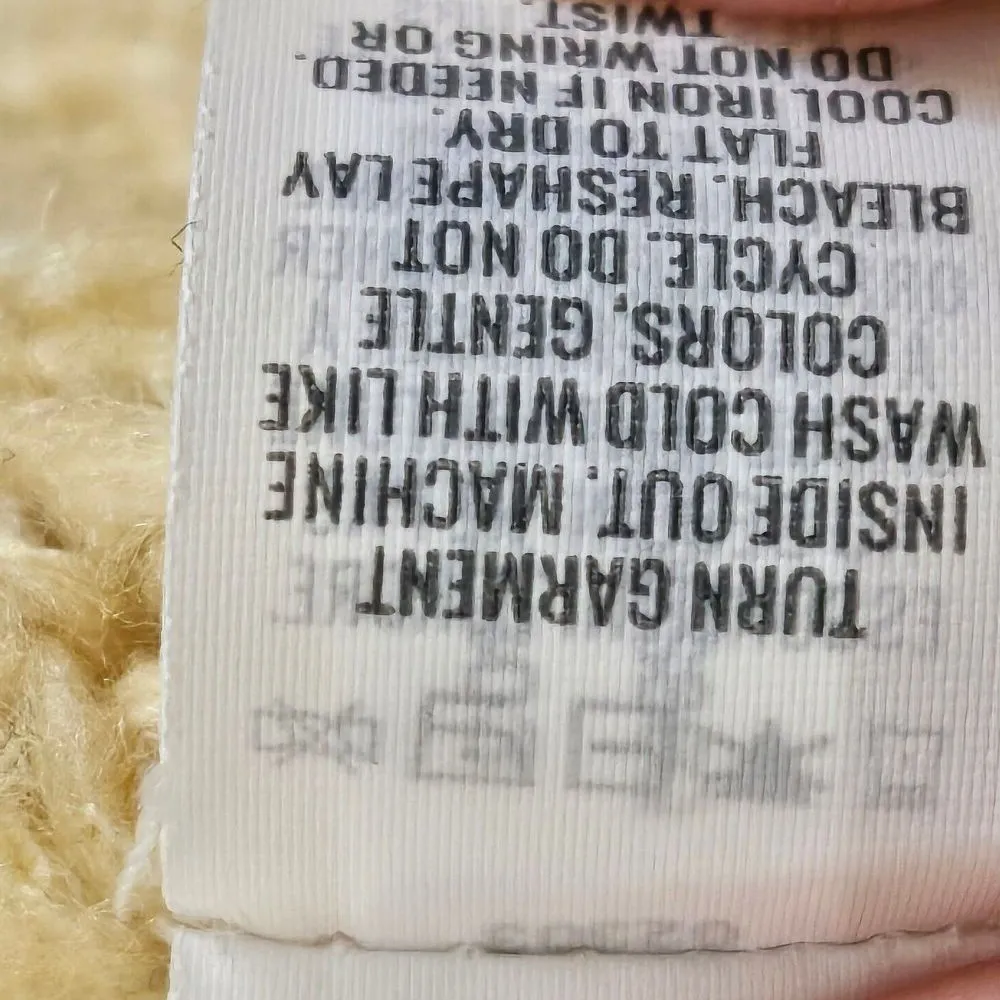 TURN GARMENT
INSIDE OUT. MACHINE
WASH COLD WITH LIKE
COLORS, GENTLE
CYCLE. DO NOT
BLEACH. RESHAPE LAY
FLAT TO DRY.
COOL IRON IF NEEDED.
DO NOT WRING OR
TWIST.